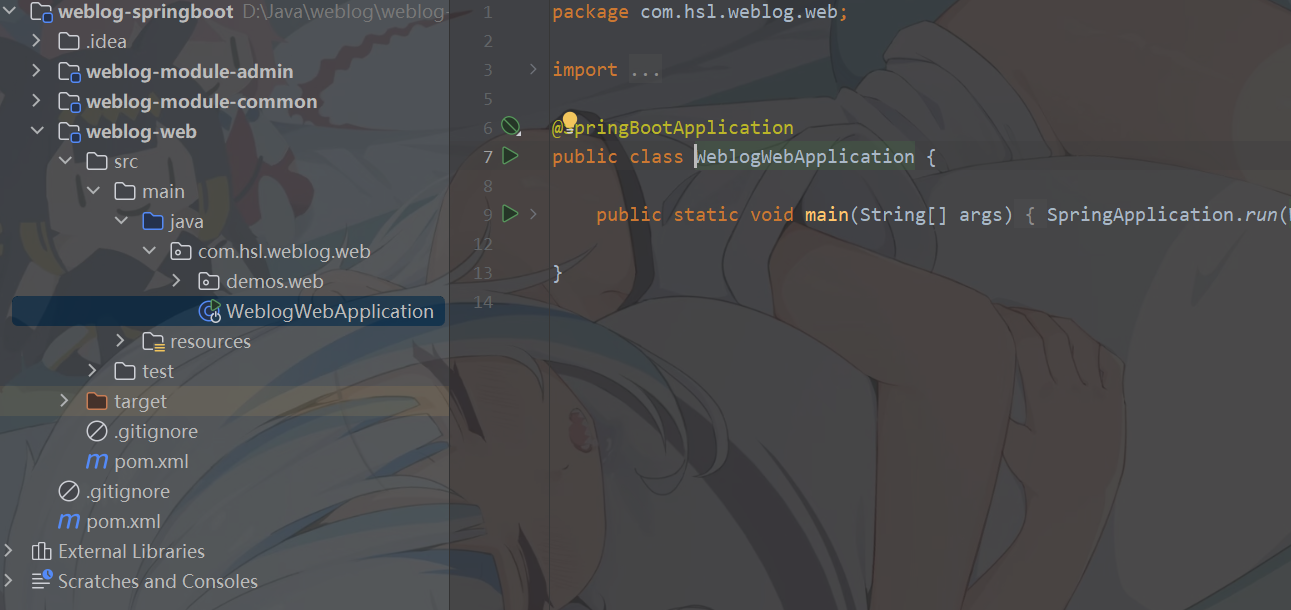 weblog-springboot D:\Java\weblog\weblog-
.idea
weblog-module-admin
weblog-module-common
weblog-web
src
main
java
com.hsl.weblog.web
demos.web
WeblogWebApplication
resources
test
target
.gitignore
pom.xml
.gitignore
pom.xml
External Libraries
Scratches and Consoles
1 package com.hsl.weblog.web;
2
3 import ...
5
6 @SpringBootApplication
7 public class WeblogWebApplication {
8
9 public static void main(String[] args) { SpringApplication.run(
12
13 }
14